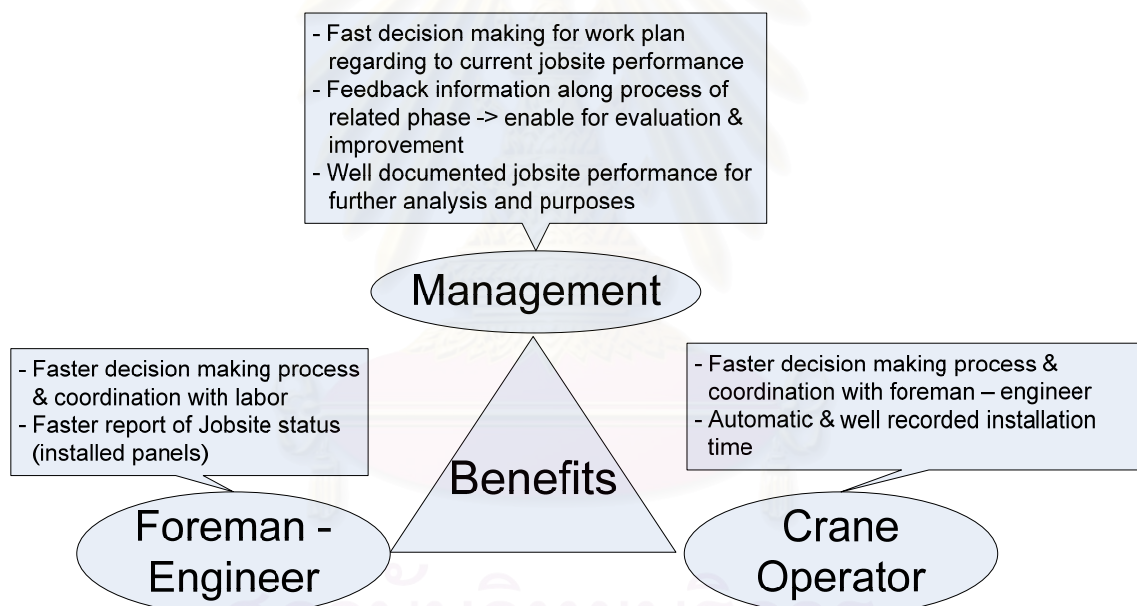 - Fast decision making for work plan
regarding to current jobsite performance
- Feedback information along process of
related phase -> enable for evaluation &
improvement
- Well documented jobsite performance for
further analysis and purposes
Management
- Faster decision making process
& coordination with labor
- Faster report of Jobsite status
(installed panels)
- Faster decision making process &
coordination with foreman – engineer
- Automatic & well recorded installation
time
Benefits
Foreman -
Engineer
Crane
Operator